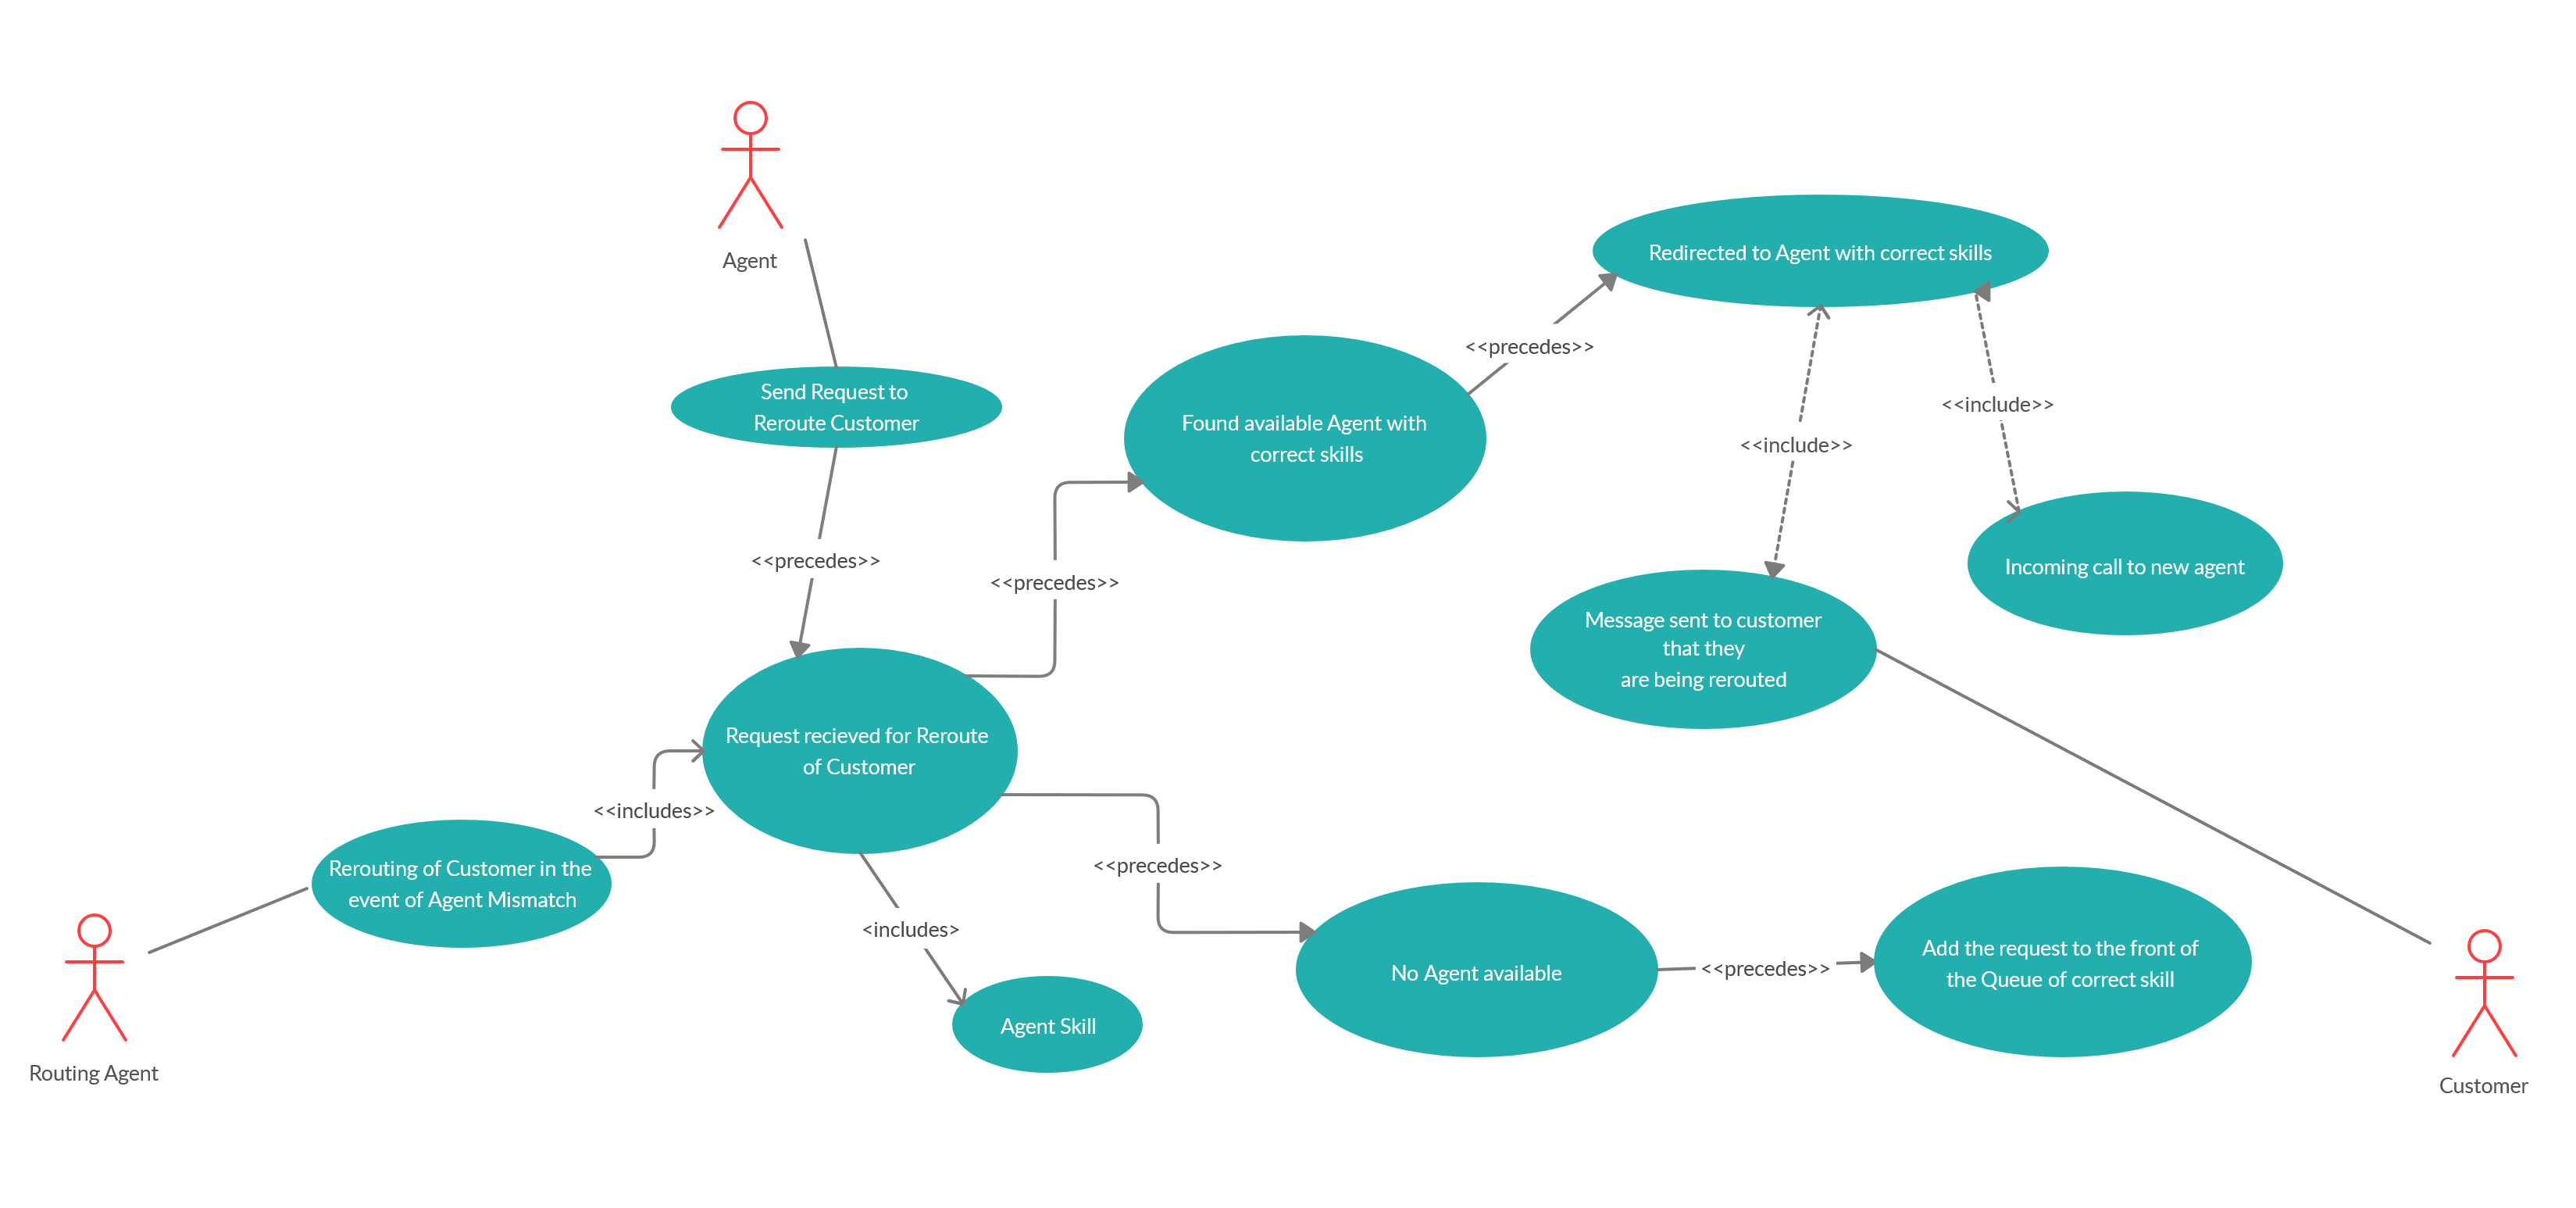 Agent
Redirected to Agent with correct skills
<<precedes>>
Send Request to
Reroute Customer
<<include>>
Found available Agent with
correct skills
<<include>>
<<precedes>>
Incoming call to new agent
<<precedes>>
Message sent to customer
that they
are being rerouted
Request recieved for Reroute
of Customer
<<includes>>
<<precedes>>
Rerouting of Customer in the
event of Agent Mismatch
<includes>
Add the request to the front of
the Queue of correct skill
No Agent available
<<precedes>>
Agent Skill
Routing Agent
Customer